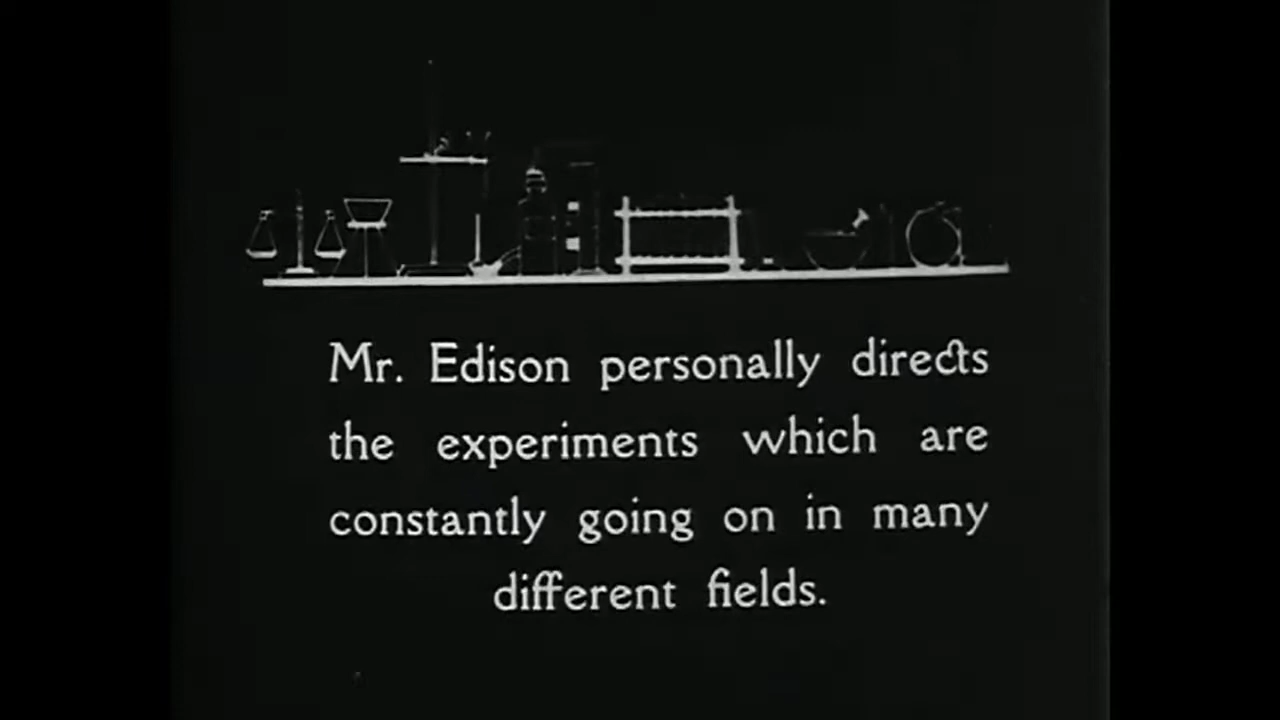 Mr. Edison personally directs
the experiments which are
constantly going on in many
different fields.